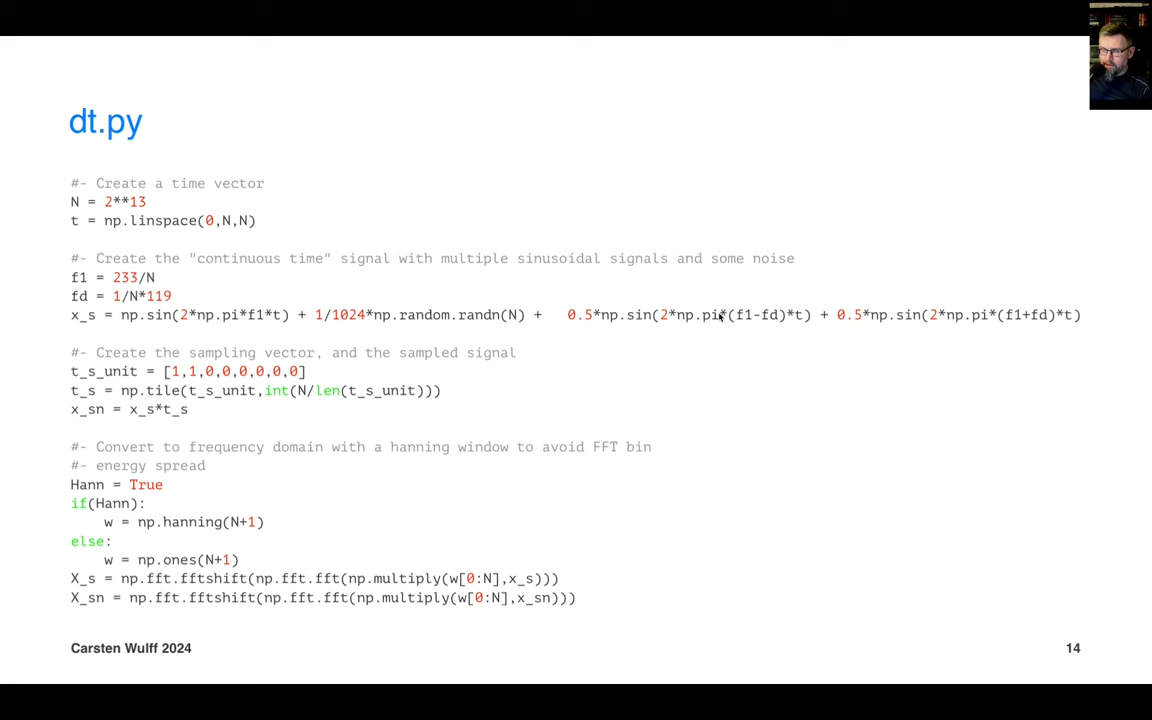 dt.py
#- Create a time vector
N = 2**13
t = np.linspace(0,N,N)
#- Create the "continuous time" signal with multiple sinusoidal signals and some noise
f1 = 233/N
fd = 1/N*119
x_s = np.sin(2*np.pi*f1*t) + 1/1024*np.random.randn(N) +   0.5*np.sin(2*np.pi*(f1-fd)*t) + 0.5*np.sin(2*np.pi*(f1+fd)*t)
#- Create the sampling vector, and the sampled signal
t_s_unit = [1,1,0,0,0,0,0,0]
t_s = np.tile(t_s_unit,int(N/len(t_s_unit)))
x_sn = x_s*t_s
#- Convert to frequency domain with a hanning window to avoid FFT bin
#- energy spread
Hann = True
if(Hann):
    w = np.hanning(N+1)
else:
    w = np.ones(N+1)
X_s = np.fft.fftshift(np.fft.fft(np.multiply(w[0:N],x_s)))
X_sn = np.fft.fftshift(np.fft.fft(np.multiply(w[0:N],x_sn)))
Carsten Wulff 2024
14